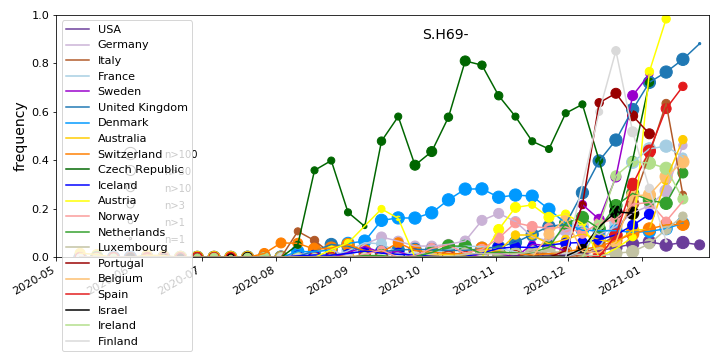 S.H69-
frequency
1.0
0.8
0.6
0.4
0.2
0.0
USA
Germany
Italy
France
Sweden
United Kingdom
Denmark
Australia
Switzerland
Czech Republic
Iceland
Austria
Norway
Netherlands
Luxembourg
Portugal
Belgium
Spain
Israel
Ireland
Finland
n>10
n>3
n>1
n=1
2020-05
2020-07
2020-08
2020-09
2020-10
2020-11
2020-12
2021-01